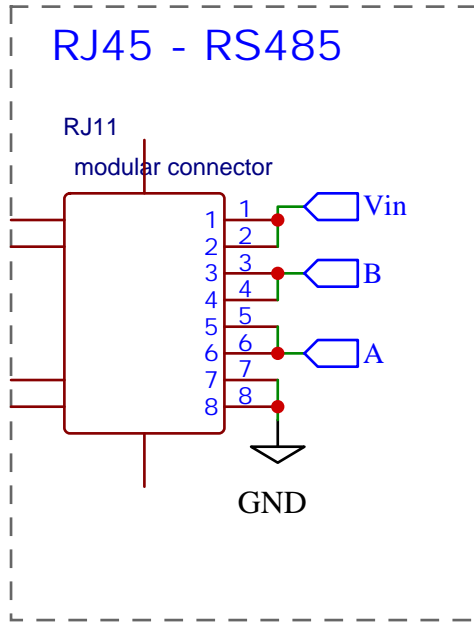 RJ45 - RS485
RJ11
modular connector
1 1 Vin
2 2
3 3 B
4 4
5 5
6 6 A
7 7
8 8
GND